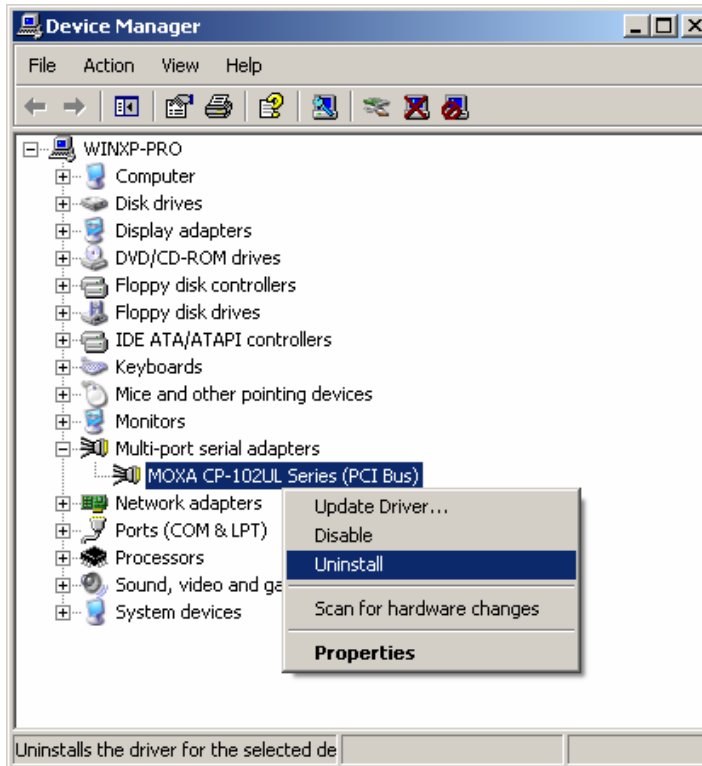 Device Manager
File Action View Help
WINXP-PRO
Computer
Disk drives
Display adapters
DVD/CD-ROM drives
Floppy disk controllers
Floppy disk drives
IDE ATA/ATAPI controllers
Keyboards
Mice and other pointing devices
Monitors
Multi-port serial adapters
MOXA CP-102UL Series (PCI Bus)
Network adapters
Ports (COM & LPT)
Processors
Sound, video and ga
System devices
Update Driver...
Disable
Uninstall
Scan for hardware changes
Properties
Uninstalls the driver for the selected de